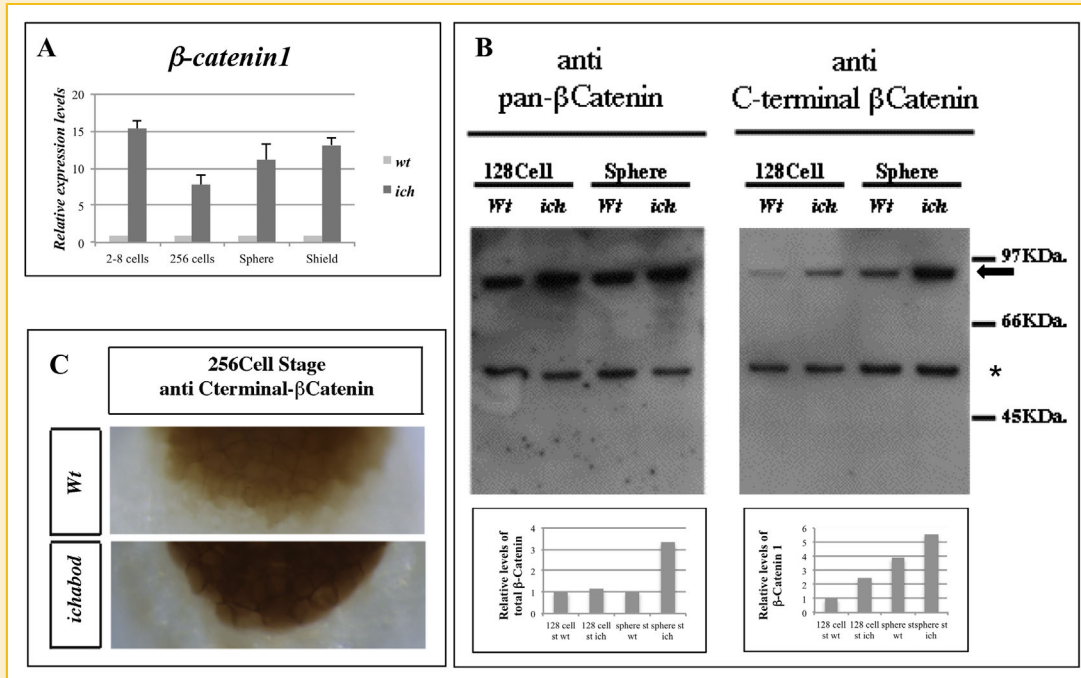 A
β-catenin1
Relative expression levels
20
15
10
5
0
2-8 cells 256 cells Sphere Shield
wt
ich
B
anti
pan-βCatenin
anti
C-terminal βCatenin
128Cell Sphere
Wt ich Wt ich
128Cell Sphere
Wt ich Wt ich
97KDa.
66KDa.
*
45KDa.
Relative levels of
total β-Catenin
4
3
2
1
0
128 cell 128 cell sphere st sphere st
st wt st ich wt ich
Relative levels of
β-Catenin 1
6
5
4
3
2
1
0
128 cell 128 cell sphere st sphere st
st wt st ich wt ich
C
256Cell Stage
anti Cterminal-βCatenin
Wt
ichabod